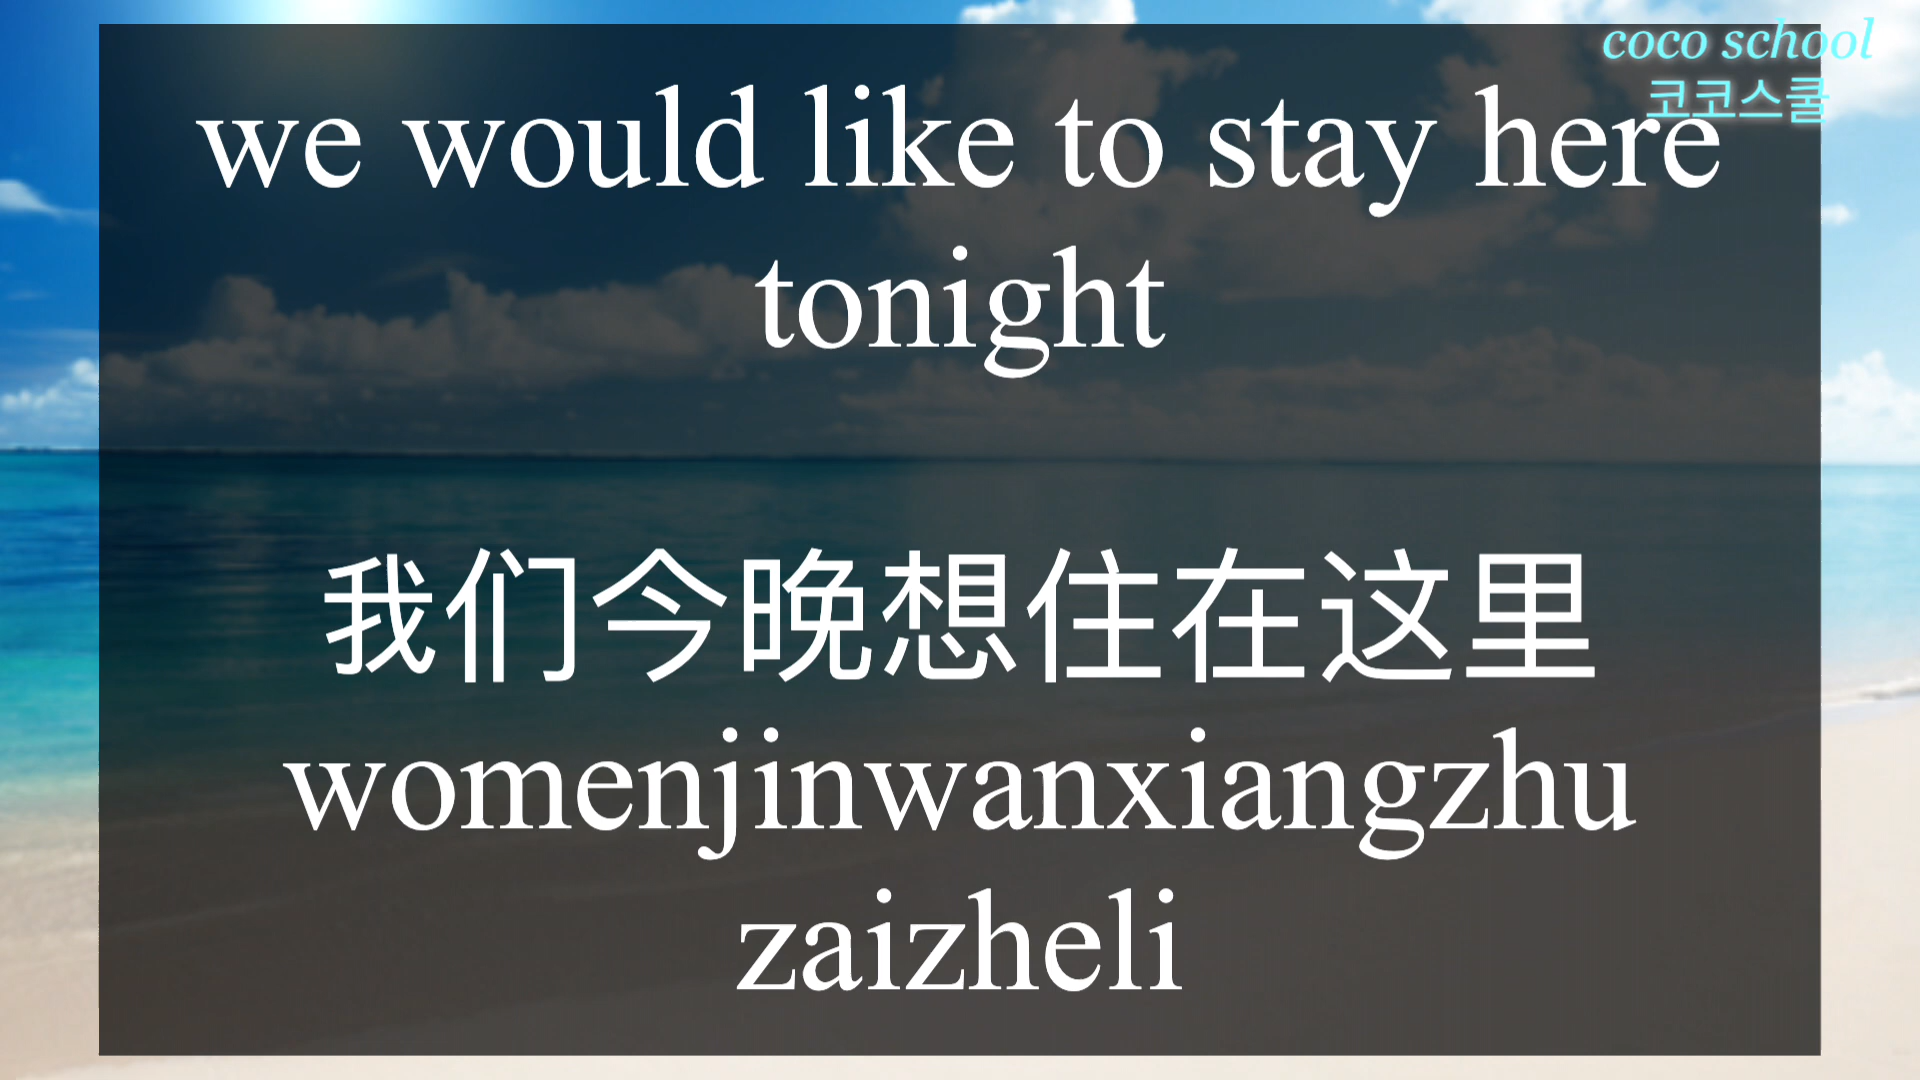 coco school
코코스쿨
we would like to stay here
tonight
我们今晚想住在这里
womenjinwanxiangzhu
zaizheli